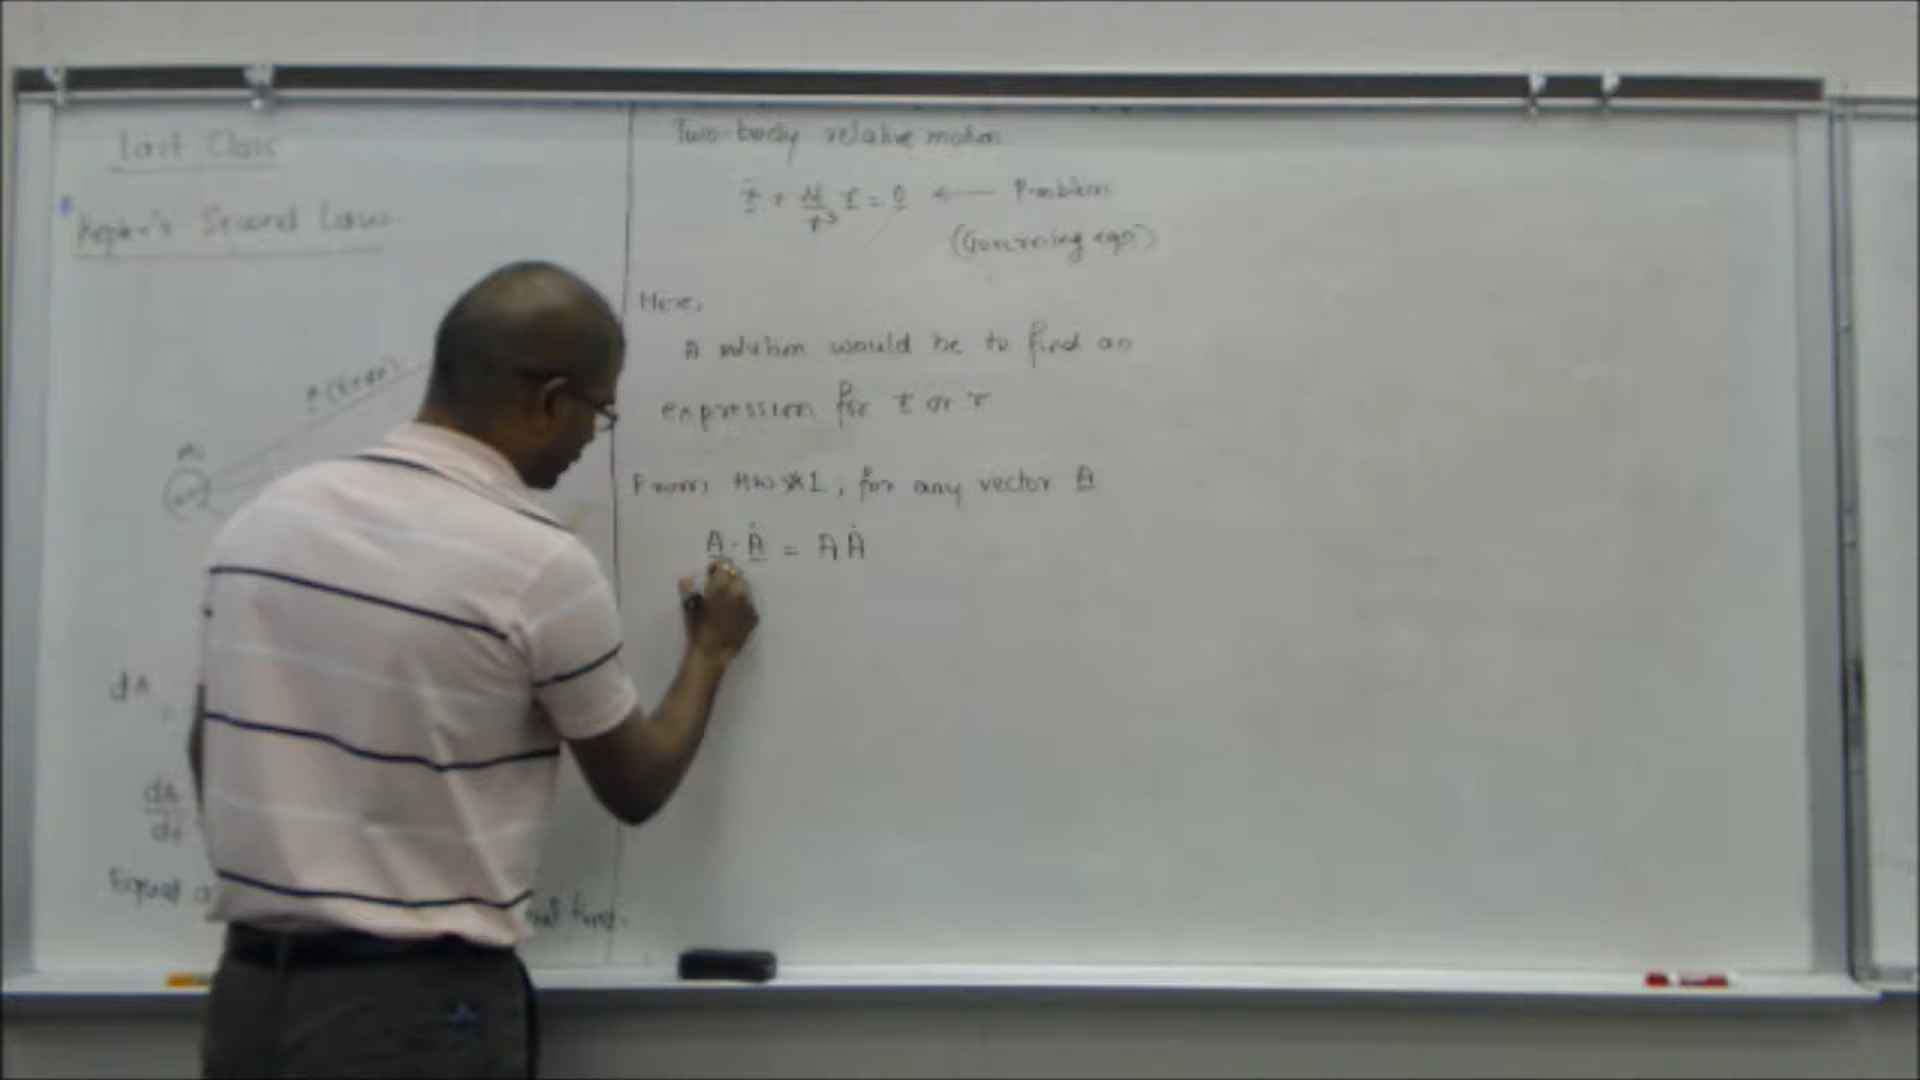 Last Class
Kepler's Second Law.
dA
=
dA
dt
Equal
time.
Two-body relative motion
r̈ + μ/r³ r = 0 ← Problem
(Governing eqn)
Here,
A solution would be to find an
expression for r or r
From HW#1, for any vector A
A · Ȧ = A Ȧ